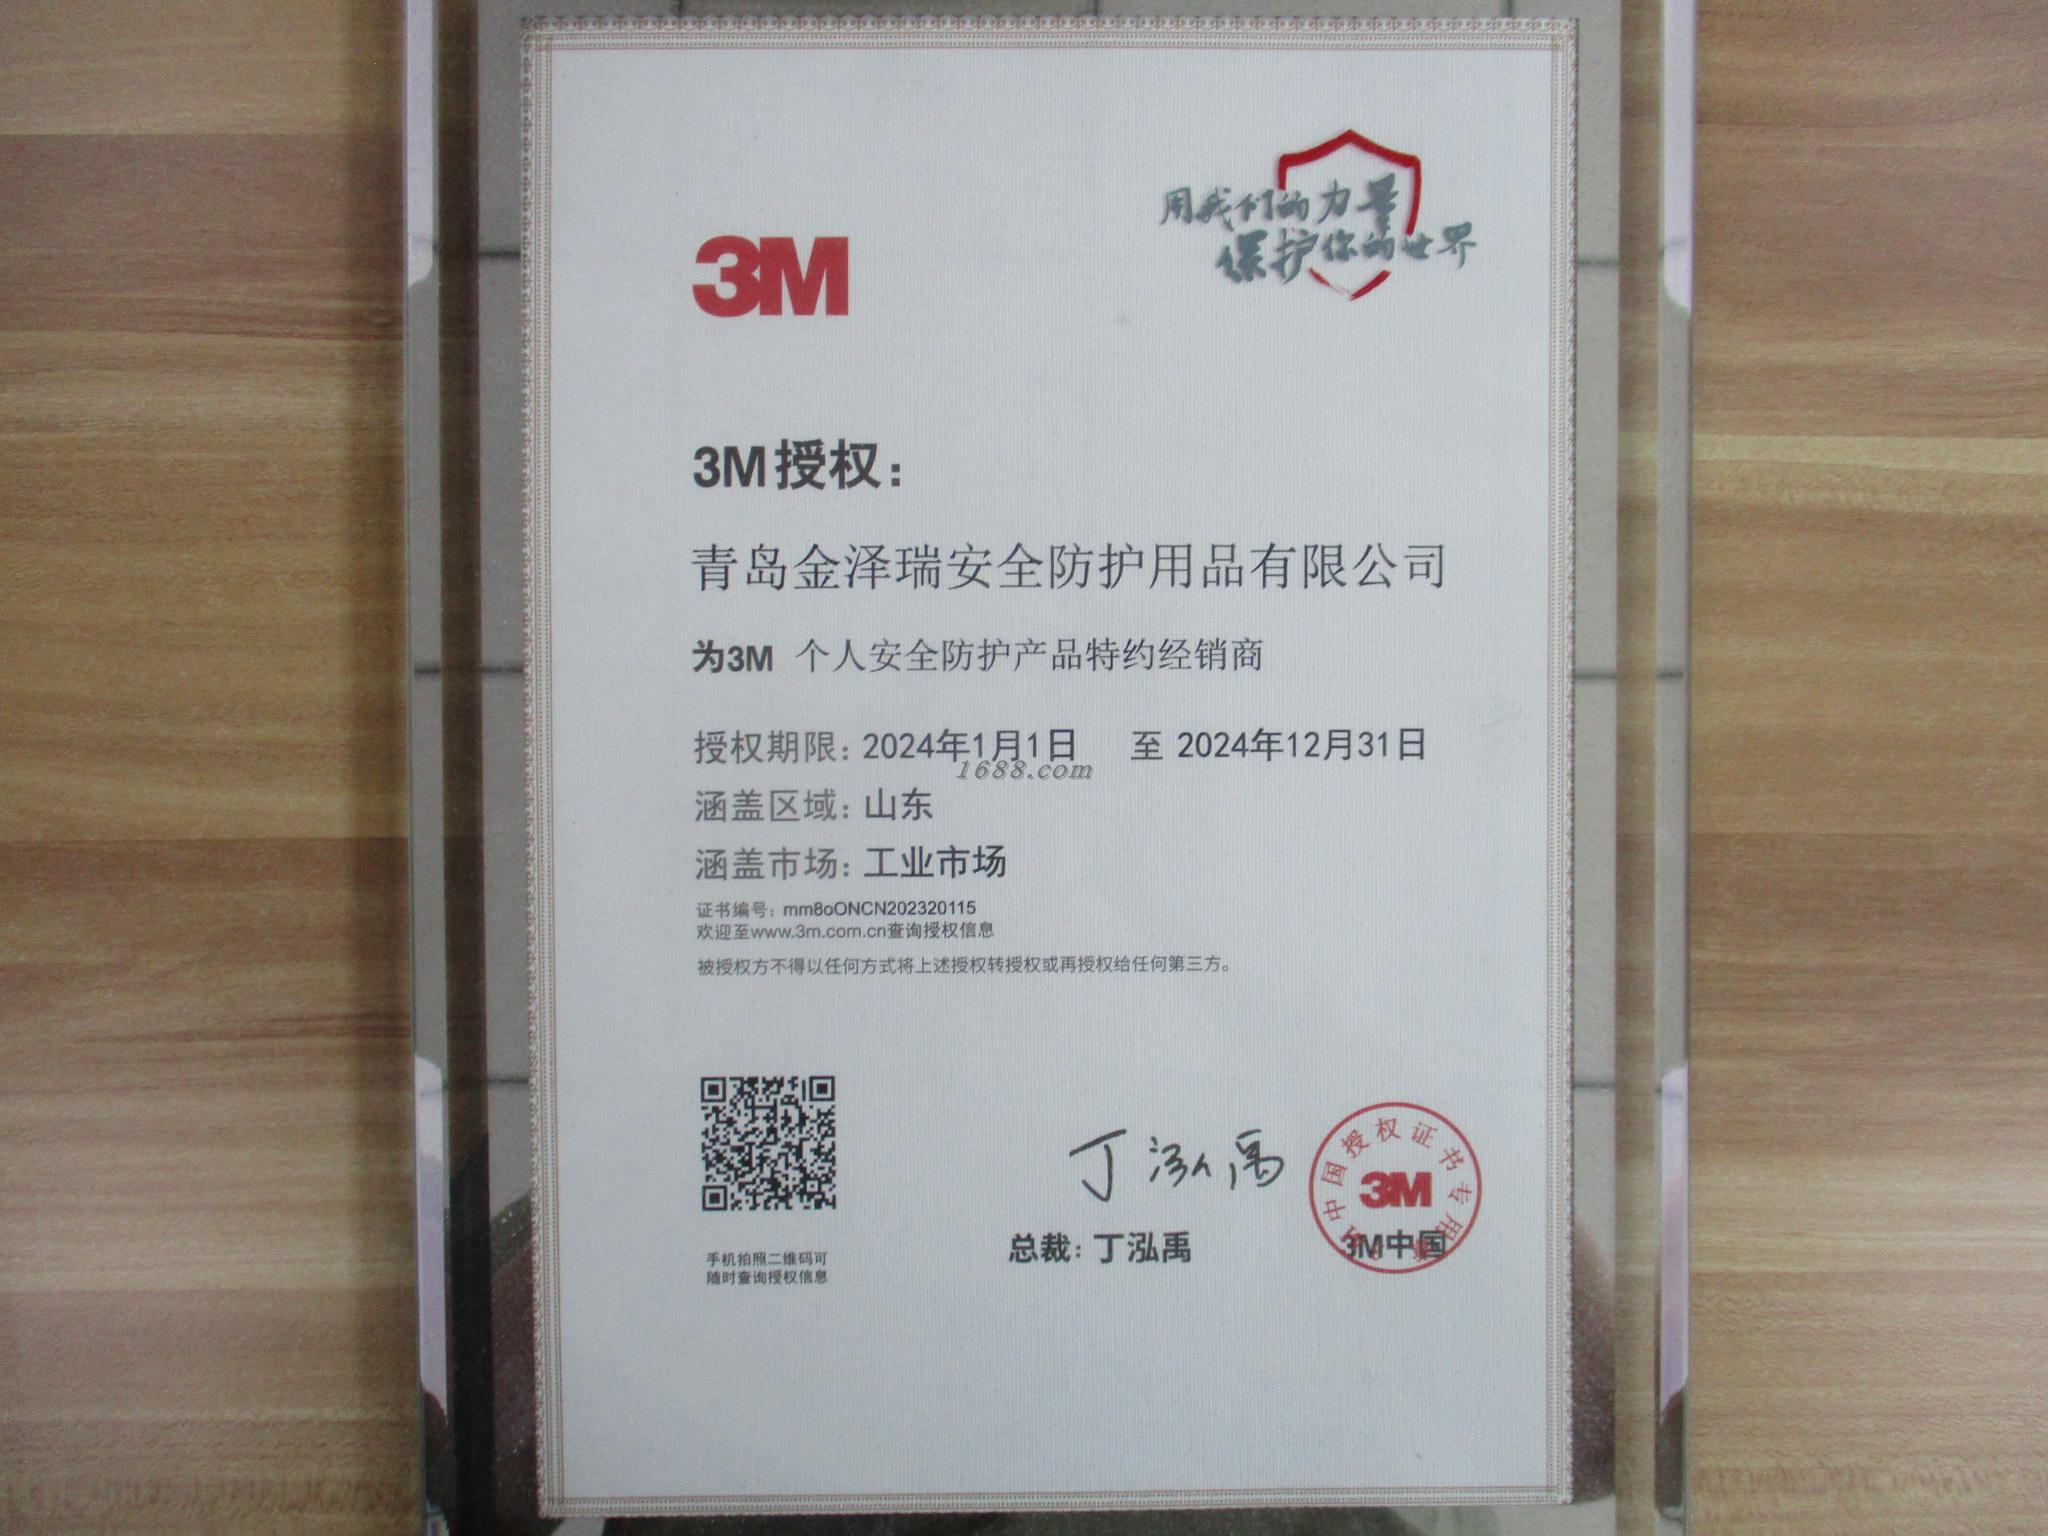 用我们的力量
保护你的世界
3M
3M授权：
青岛金泽瑞安全防护用品有限公司
为3M 个人安全防护产品特约经销商
授权期限：2024年1月1日 至 2024年12月31日
1688.com
涵盖区域：山东
涵盖市场：工业市场
证书编号：mm8oONCN202320115
欢迎至www.3m.com.cn查询授权信息
被授权方不得以任何方式将上述授权转授权或再授权给任何第三方。
手机拍照二维码可
随时查询授权信息
丁泓禹
总裁：丁泓禹
中国授权证书专用
3M
3M中国